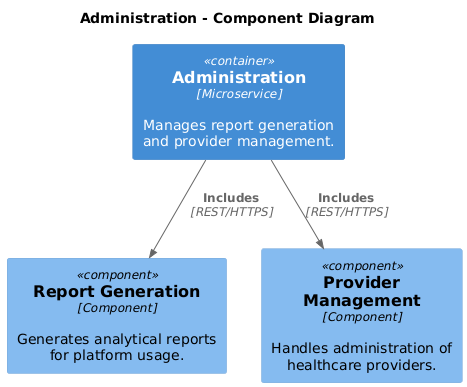 Administration - Component Diagram
«container»
Administration
[Microservice]
Manages report generation
and provider management.
Includes
[REST/HTTPS]
Includes
[REST/HTTPS]
«component»
Report Generation
[Component]
Generates analytical reports
for platform usage.
«component»
Provider
Management
[Component]
Handles administration of
healthcare providers.